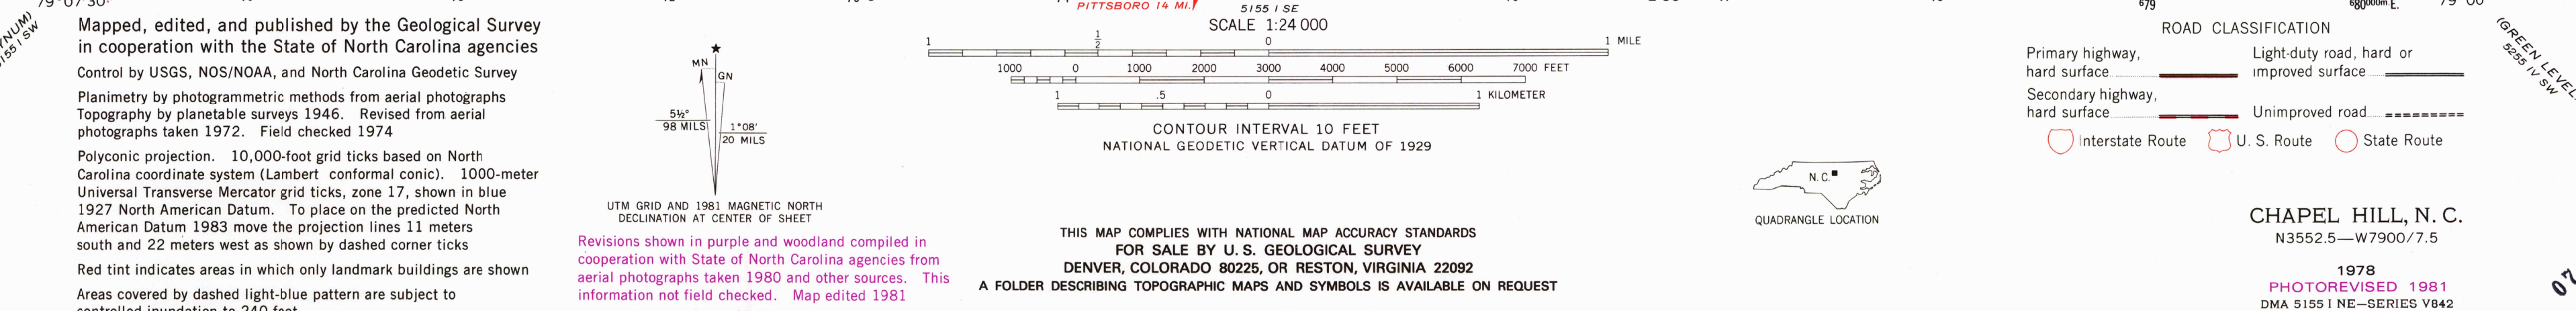 79°07'30"
PITTSBORO 14 MI.
5155 I SE
679
680000m.E.
79°00'
5155 I SW
(GREEN LEVEL)
5255 IV SW
Mapped, edited, and published by the Geological Survey
in cooperation with the State of North Carolina agencies
Control by USGS, NOS/NOAA, and North Carolina Geodetic Survey
Planimetry by photogrammetric methods from aerial photographs
Topography by planetable surveys 1946. Revised from aerial
photographs taken 1972. Field checked 1974
Polyconic projection. 10,000-foot grid ticks based on North
Carolina coordinate system (Lambert conformal conic). 1000-meter
Universal Transverse Mercator grid ticks, zone 17, shown in blue
1927 North American Datum. To place on the predicted North
American Datum 1983 move the projection lines 11 meters
south and 22 meters west as shown by dashed corner ticks
Red tint indicates areas in which only landmark buildings are shown
Areas covered by dashed light-blue pattern are subject to
controlled inundation to 240 feet
MN
GN
5½°
98 MILS
1°08'
20 MILS
UTM GRID AND 1981 MAGNETIC NORTH
DECLINATION AT CENTER OF SHEET
Revisions shown in purple and woodland compiled in
cooperation with State of North Carolina agencies from
aerial photographs taken 1980 and other sources. This
information not field checked. Map edited 1981
SCALE 1:24 000
1 ½ 0 1 MILE
1000 0 1000 2000 3000 4000 5000 6000 7000 FEET
1 .5 0 1 KILOMETER
CONTOUR INTERVAL 10 FEET
NATIONAL GEODETIC VERTICAL DATUM OF 1929
THIS MAP COMPLIES WITH NATIONAL MAP ACCURACY STANDARDS
FOR SALE BY U. S. GEOLOGICAL SURVEY
DENVER, COLORADO 80225, OR RESTON, VIRGINIA 22092
A FOLDER DESCRIBING TOPOGRAPHIC MAPS AND SYMBOLS IS AVAILABLE ON REQUEST
N. C.
QUADRANGLE LOCATION
ROAD CLASSIFICATION
Primary highway,
hard surface
Light-duty road, hard or
improved surface
Secondary highway,
hard surface
Unimproved road
Interstate Route
U. S. Route
State Route
CHAPEL HILL, N. C.
N3552.5—W7900/7.5
1978
PHOTOREVISED 1981
DMA 5155 I NE—SERIES V842